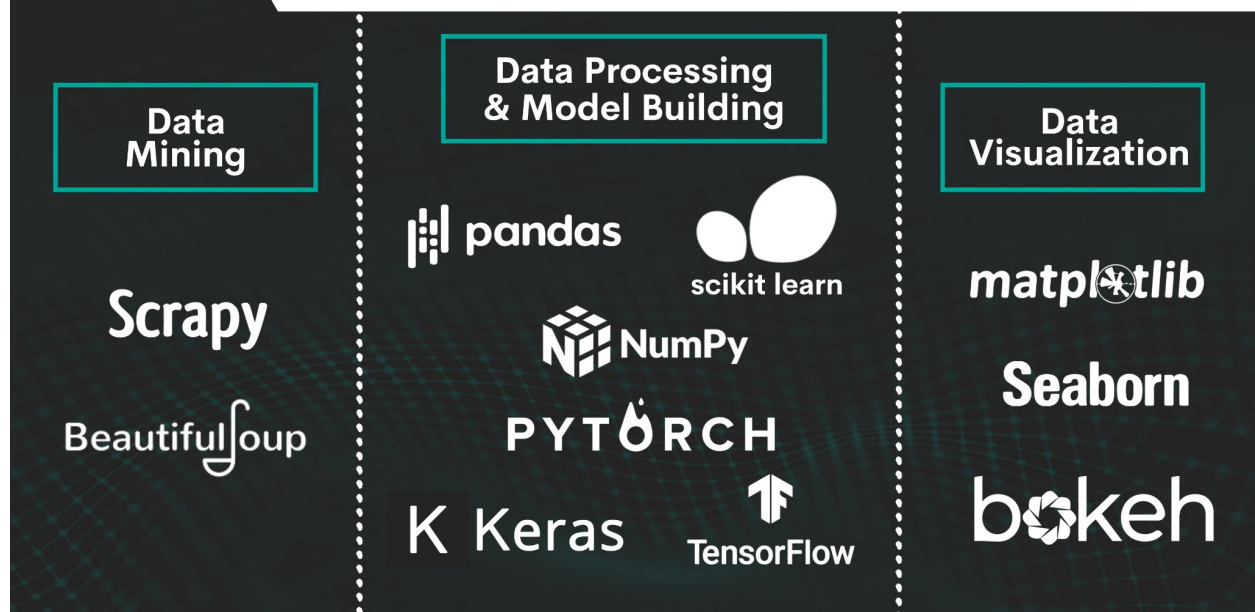 Data
Mining
Scrapy
BeautifulSoup
Data Processing
& Model Building
pandas
scikit learn
NumPy
PYTORCH
K Keras
TF
TensorFlow
Data
Visualization
matplotlib
Seaborn
bokeh